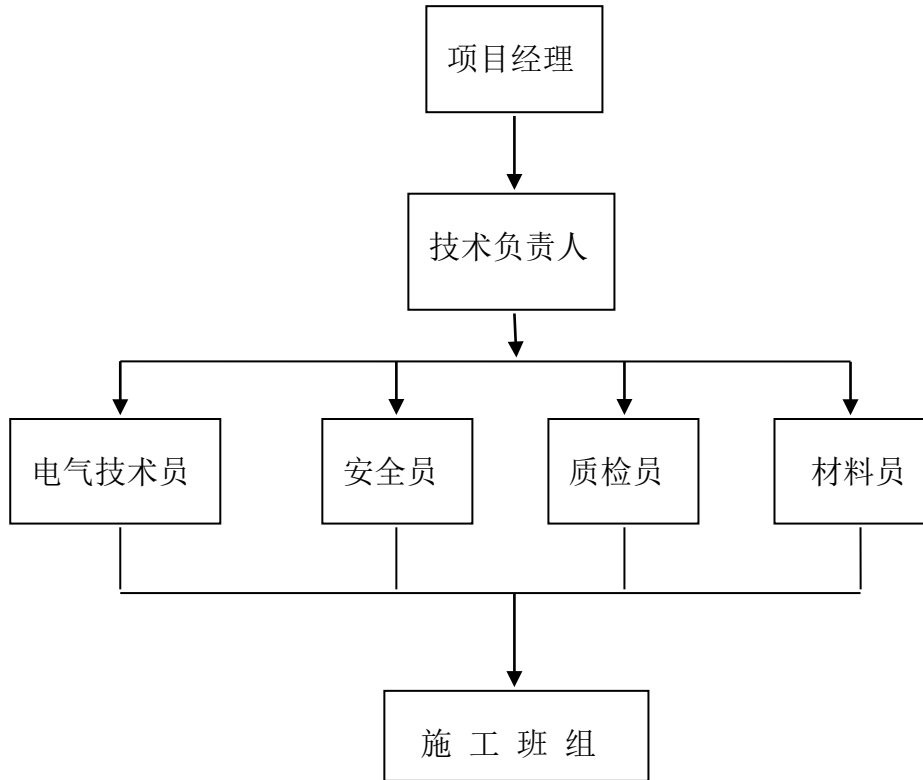 项目经理
技术负责人
电气技术员
安全员
质检员
材料员
施 工 班 组